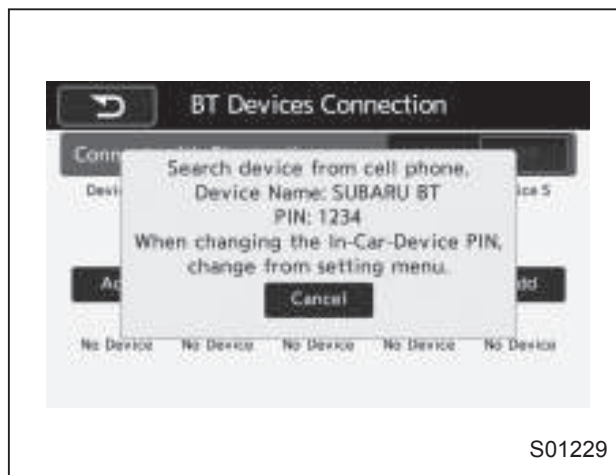 BT Devices Connection
Search device from cell phone.
Device Name: SUBARU BT
PIN: 1234
When changing the In-Car-Device PIN,
change from setting menu.
Cancel
No Device No Device No Device No Device No Device
S01229